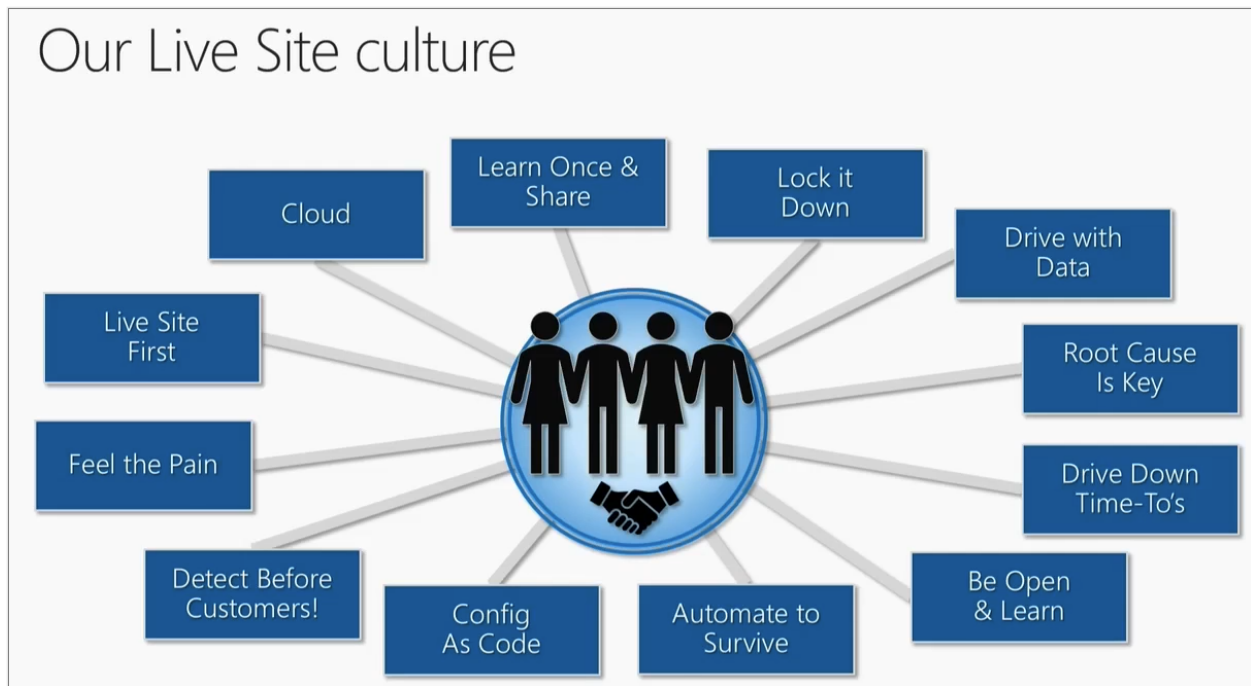 Our Live Site culture
Cloud
Learn Once &
Share
Lock it
Down
Drive with
Data
Live Site
First
Root Cause
Is Key
Feel the Pain
Drive Down
Time-To's
Detect Before
Customers!
Config
As Code
Automate to
Survive
Be Open
& Learn